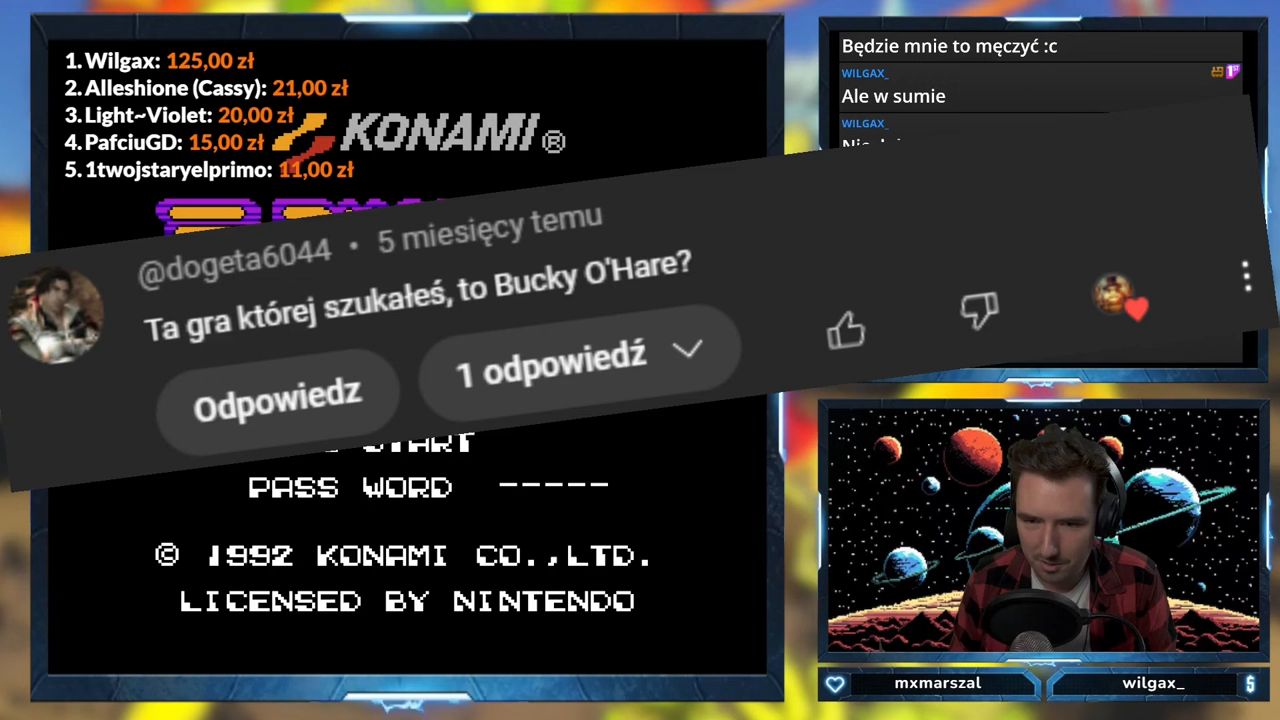 1. Wilgax: 125,00 zł
2. Alleshione (Cassy): 21,00 zł
3. Light~Violet: 20,00 zł
4. PafciuGD: 15,00 zł
5. 1twojstaryelprimo: 11,00 zł
KONAMI®
Będzie mnie to męczyć :c
WILGAX_
1ST
Ale w sumie
WILGAX_
@dogeta6044 • 5 miesięcy temu
Ta gra której szukałeś, to Bucky O'Hare?
Odpowiedz
1 odpowiedź
START
PASS WORD -----
© 1992 KONAMI CO.,LTD.
LICENSED BY NINTENDO
mxmarszal
wilgax_
$